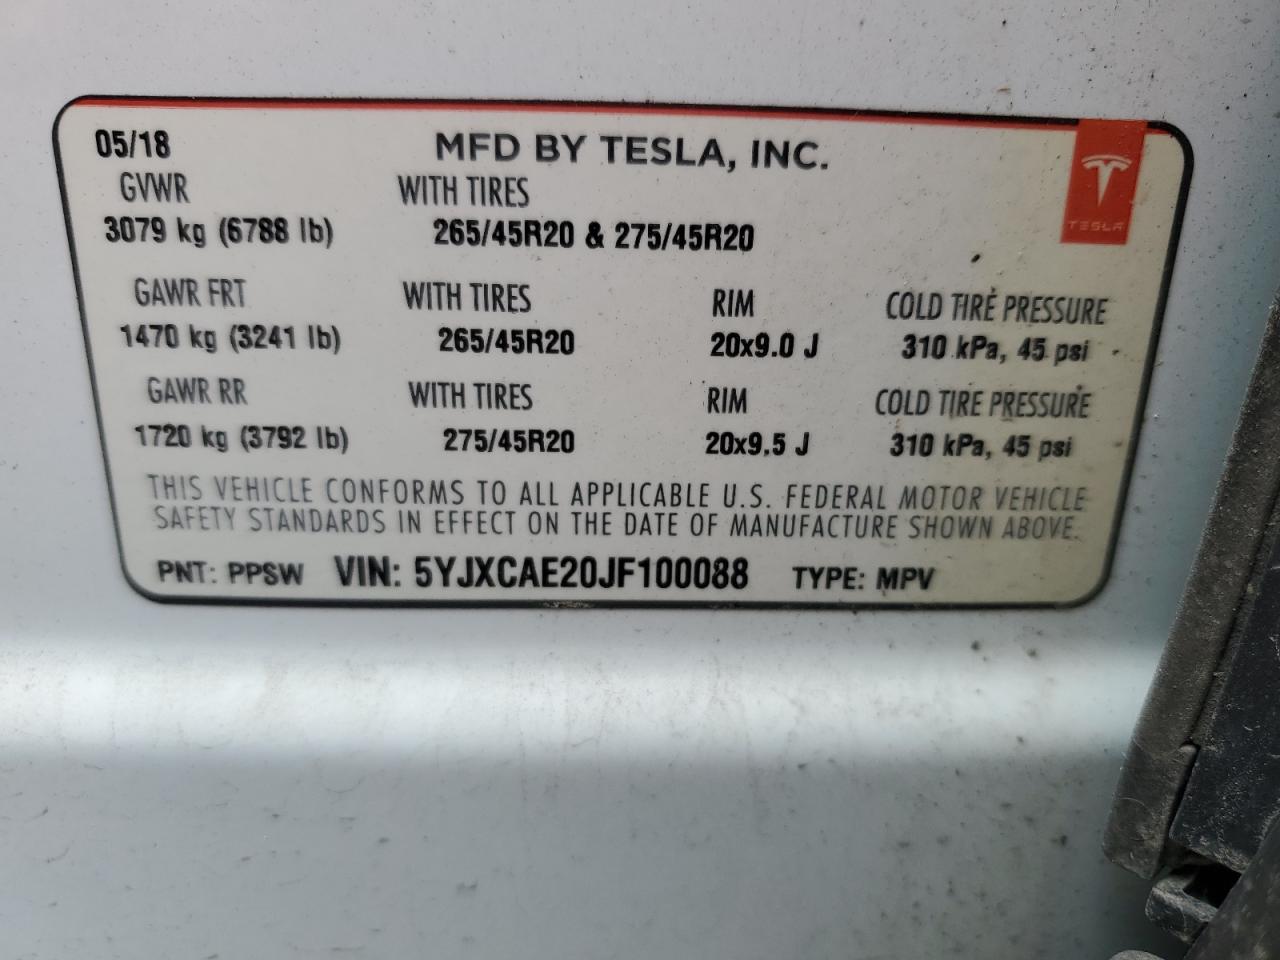 05/18 MFD BY TESLA, INC.
GVWR WITH TIRES
3079 kg (6788 lb) 265/45R20 & 275/45R20
TESLA
GAWR FRT WITH TIRES RIM COLD TIRE PRESSURE
1470 kg (3241 lb) 265/45R20 20x9.0 J 310 kPa, 45 psi
GAWR RR WITH TIRES RIM COLD TIRE PRESSURE
1720 kg (3792 lb) 275/45R20 20x9.5 J 310 kPa, 45 psi
THIS VEHICLE CONFORMS TO ALL APPLICABLE U.S. FEDERAL MOTOR VEHICLE
SAFETY STANDARDS IN EFFECT ON THE DATE OF MANUFACTURE SHOWN ABOVE.
PNT: PPSW VIN: 5YJXCAE20JF100088 TYPE: MPV